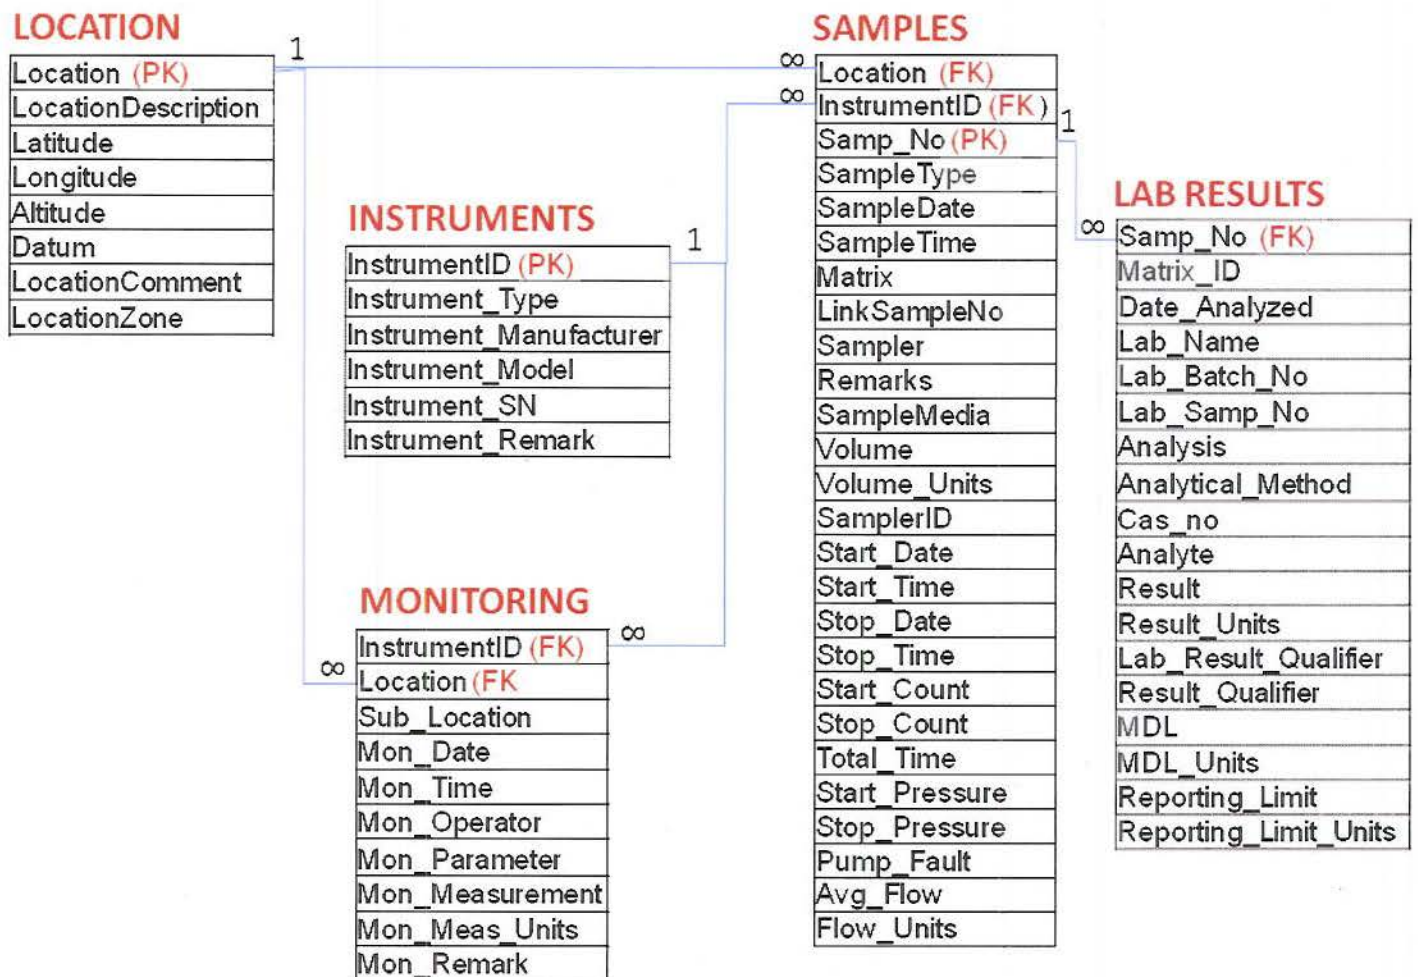 LOCATION
1
Location (PK)
LocationDescription
Latitude
Longitude
Altitude
Datum
LocationComment
LocationZone
INSTRUMENTS
1
InstrumentID (PK)
Instrument_Type
Instrument_Manufacturer
Instrument_Model
Instrument_SN
Instrument_Remark
MONITORING
∞
InstrumentID (FK)
∞
Location (FK
Sub_Location
Mon_Date
Mon_Time
Mon_Operator
Mon_Parameter
Mon_Measurement
Mon_Meas_Units
Mon_Remark
SAMPLES
∞
Location (FK)
∞
InstrumentID (FK)
1
Samp_No (PK)
SampleType
SampleDate
SampleTime
Matrix
LinkSampleNo
Sampler
Remarks
SampleMedia
Volume
Volume_Units
SamplerID
Start_Date
Start_Time
Stop_Date
Stop_Time
Start_Count
Stop_Count
Total_Time
Start_Pressure
Stop_Pressure
Pump_Fault
Avg_Flow
Flow_Units
LAB RESULTS
∞
Samp_No (FK)
Matrix_ID
Date_Analyzed
Lab_Name
Lab_Batch_No
Lab_Samp_No
Analysis
Analytical_Method
Cas_no
Analyte
Result
Result_Units
Lab_Result_Qualifier
Result_Qualifier
MDL
MDL_Units
Reporting_Limit
Reporting_Limit_Units